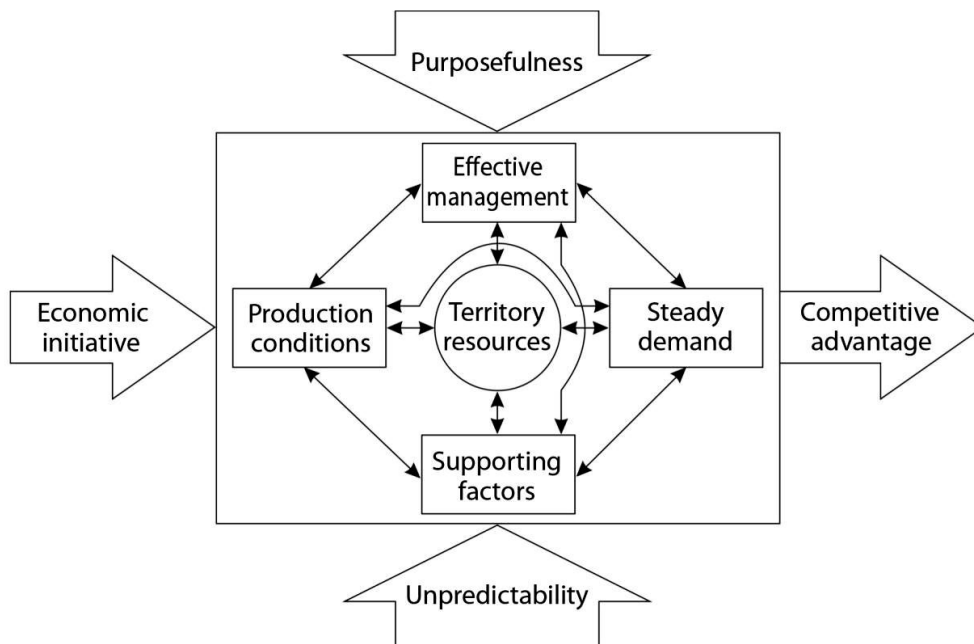 Purposefulness
Effective
management
Economic
initiative
Production
conditions
Territory
resources
Steady
demand
Competitive
advantage
Supporting
factors
Unpredictability